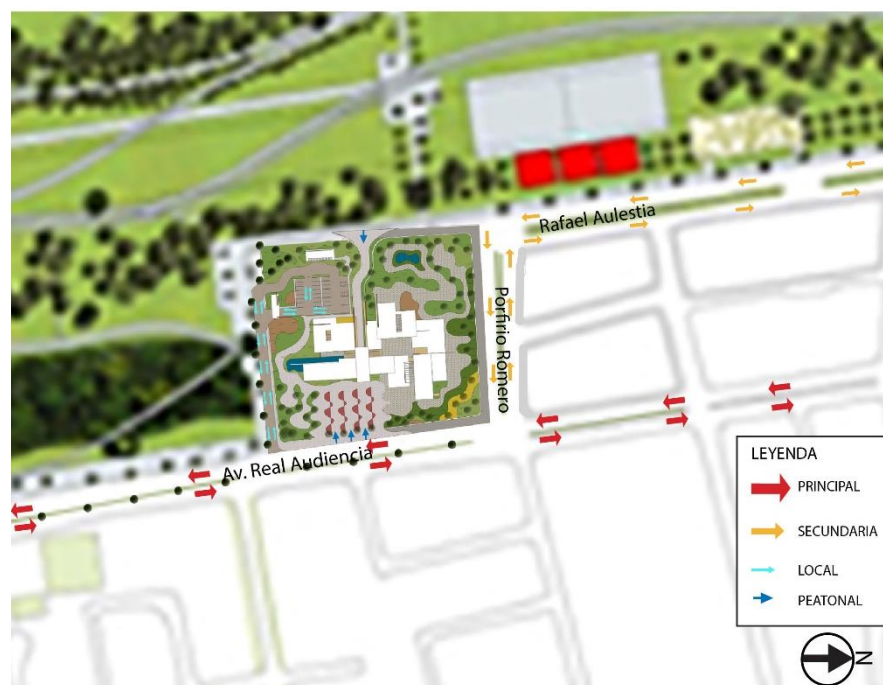 Rafael Aulestia
Porfirio Romero
Av. Real Audiencia
LEYENDA
PRINCIPAL
SECUNDARIA
LOCAL
PEATONAL
N